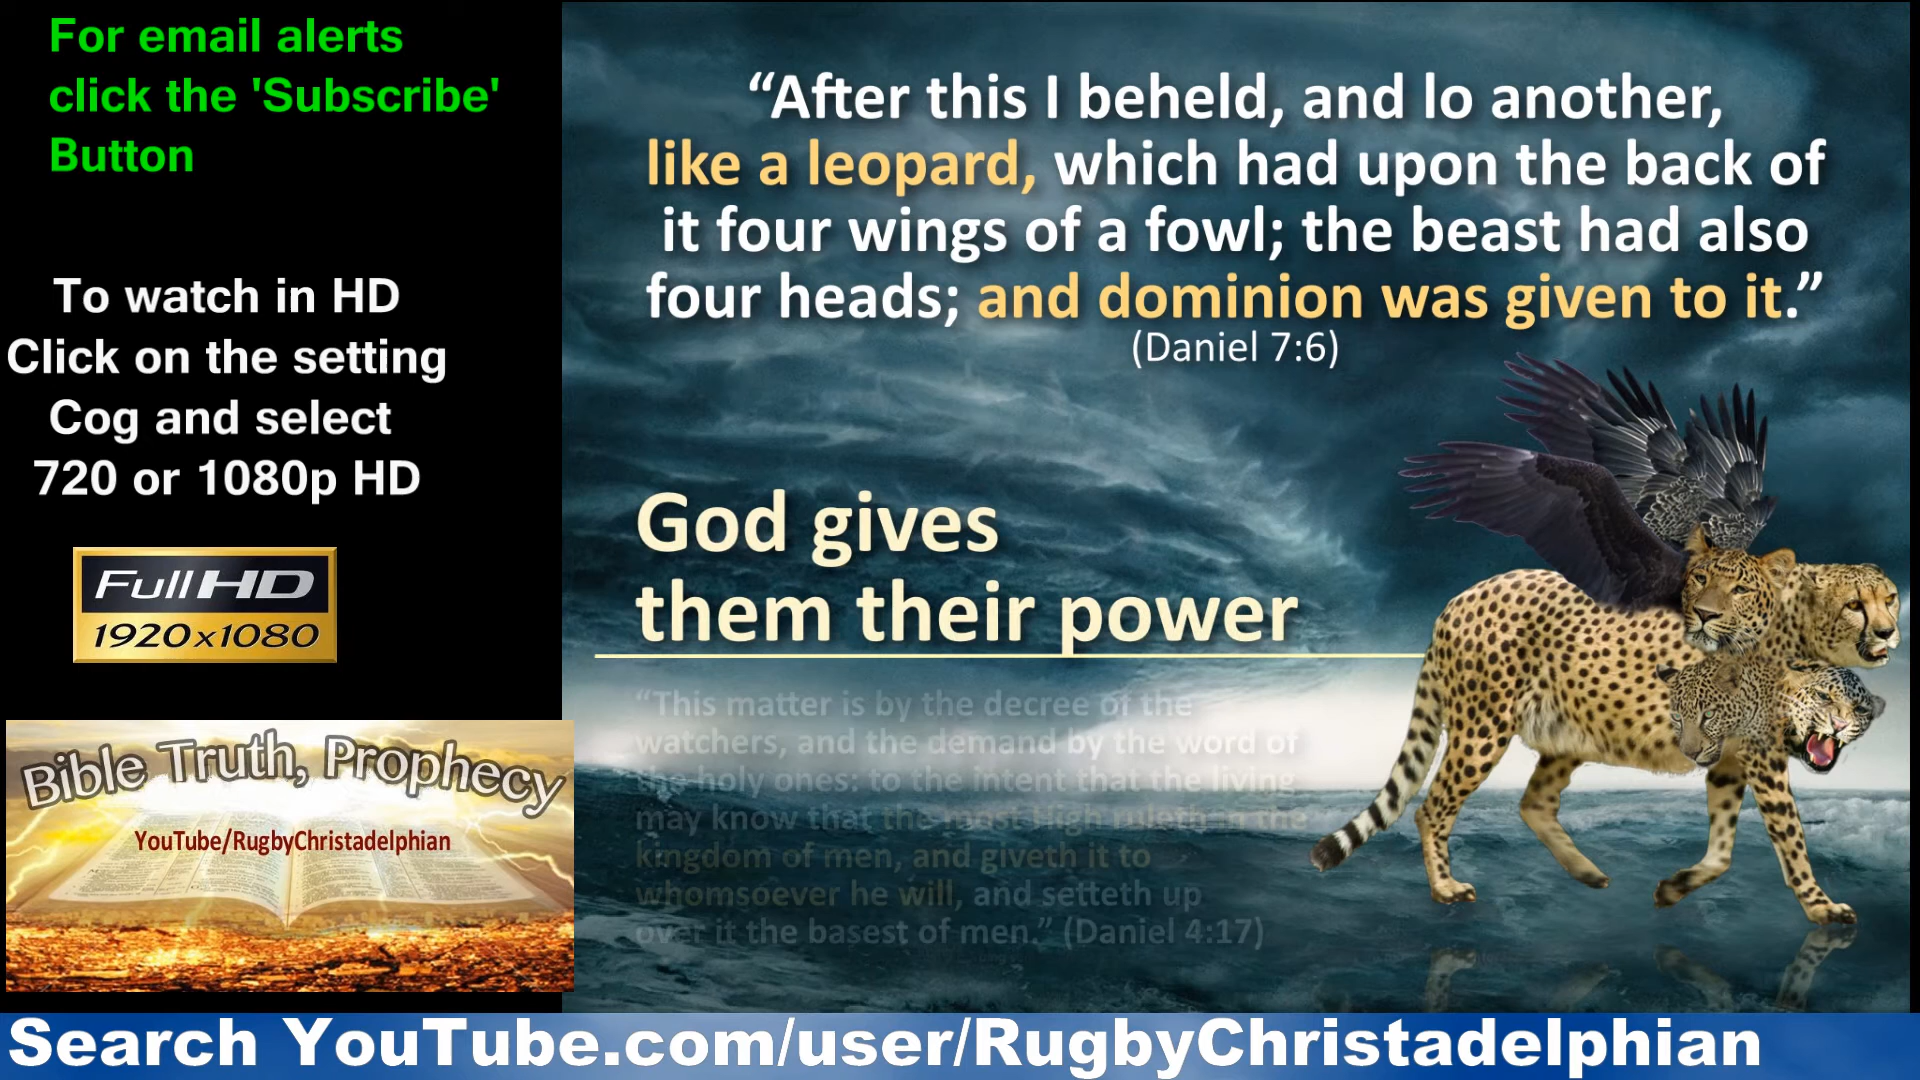 For email alerts
click the 'Subscribe'
Button
To watch in HD
Click on the setting
Cog and select
720 or 1080p HD
Full HD
1920x1080
Bible Truth, Prophecy
YouTube/RugbyChristadelphian
“After this I beheld, and lo another,
like a leopard, which had upon the back of
it four wings of a fowl; the beast had also
four heads; and dominion was given to it.”
(Daniel 7:6)
God gives
them their power
“This matter is by the decree of the
watchers, and the demand by the word of
the holy ones: to the intent that the living
may know that the most High ruleth in the
kingdom of men, and giveth it to
whomsoever he will, and setteth up
over it the basest of men.” (Daniel 4:17)
Search YouTube.com/user/RugbyChristadelphian